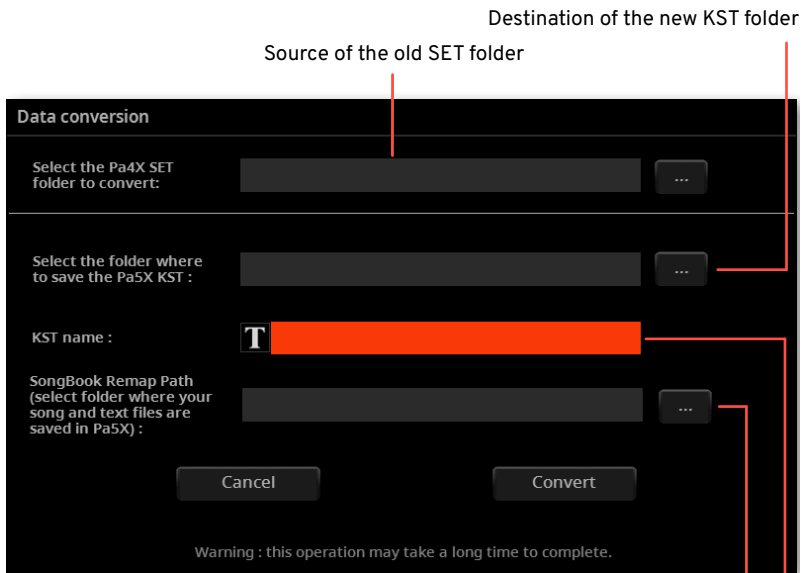 Destination of the new KST folder
Source of the old SET folder
Data conversion
Select the Pa4X SET
folder to convert:
...
Select the folder where
to save the Pa5X KST :
...
KST name :
T
SongBook Remap Path
(select folder where your
song and text files are
saved in Pa5X) :
...
Cancel
Convert
Warning : this operation may take a long time to complete.